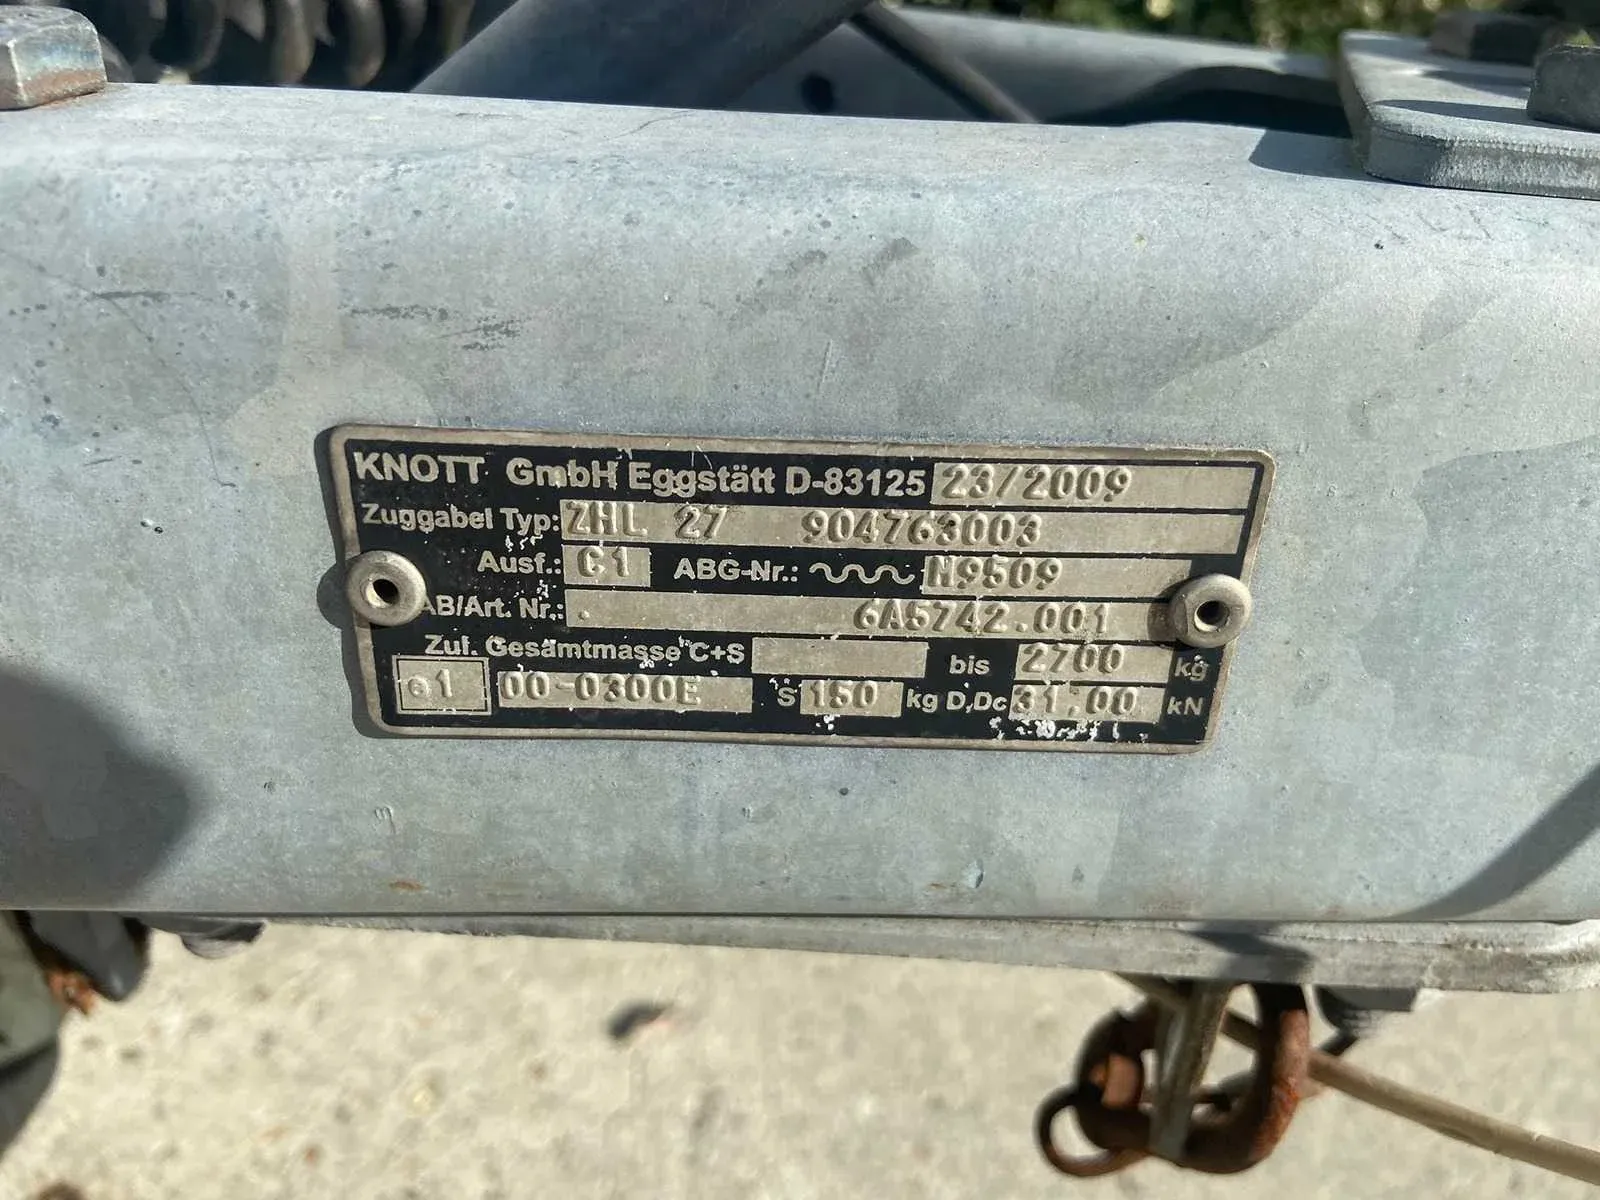 KNOTT GmbH Eggstätt D-83125 23/2009
Zuggabel Typ: ZHL 27 904763003
Ausf.: C1 ABG-Nr.: M9509
AB/Art. Nr.: . 6A5742.001
Zul. Gesamtmasse C+S bis 2700 kg
e1 00-0300E S 150 kg D,Dc 31,00 kN